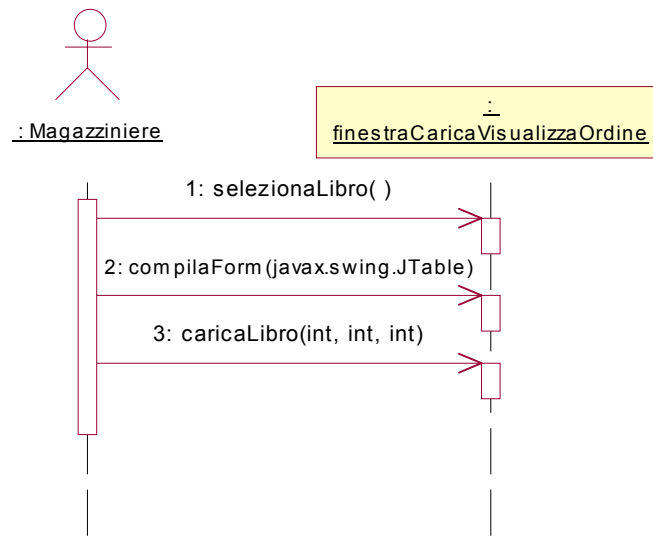 : Magazziniere
:
finestraCaricaVisualizzaOrdine
1: selezionaLibro( )
2: compilaForm(javax.swing.JTable)
3: caricaLibro(int, int, int)